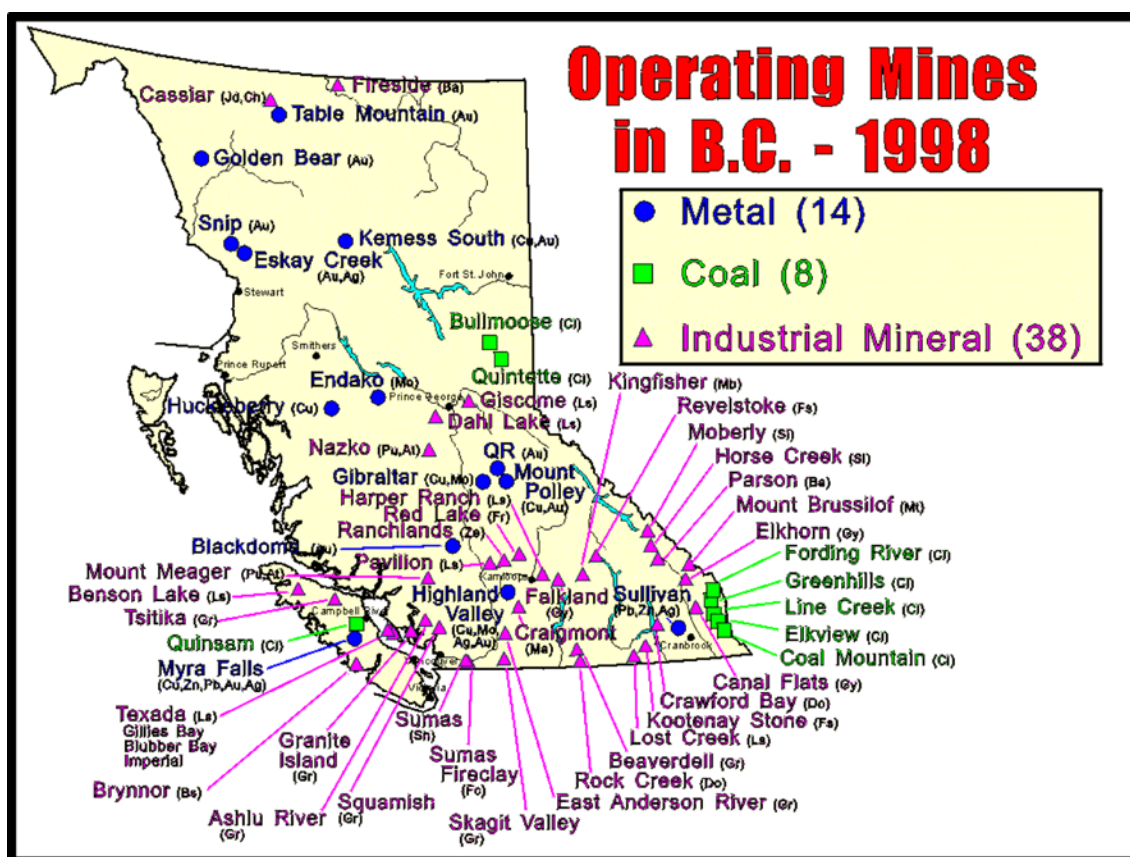 Operating Mines
in B.C. - 1998
Metal (14)
Coal (8)
Industrial Mineral (38)
Fireside (Ba)
Cassiar (Jd,Ch)
Table Mountain (Au)
Golden Bear (Au)
Snip (Au)
Kemess South (Cu,Au)
Eskay Creek
(Au,Ag)
Fort St. John
Stewart
Bullmoose (Cl)
Smithers
Prince Rupert
Quintette (Cl)
Endako (Mo)
Prince George
Giscome (Ls)
Huckleberry (Cu)
Dahl Lake (Ls)
Nazko (Pu,At)
QR (Au)
Gibraltar (Cu,Mo)
Mount
Polley
(Cu,Au)
Harper Ranch (Ls)
Red Lake (Fr)
Ranchlands (Ze)
Blackdome (Au)
Pavilion (Ls)
Kamloops
Mount Meager (Pu,At)
Benson Lake (Ls)
Tsitika (Gr)
Campbell River
Quinsam (Cl)
Myra Falls
(Cu,Zn,Pb,Au,Ag)
Highland
Valley
(Cu,Mo,
Ag,Au)
Falkland
(Gy)
Craigmont
(Ma)
Sullivan
(Pb,Zn,Ag)
Cranbrook
Vancouver
Victoria
Kingfisher (Mb)
Revelstoke (Fs)
Moberly (Si)
Horse Creek (Si)
Parson (Ba)
Mount Brussilof (Mt)
Elkhorn (Gy)
Fording River (Cl)
Greenhills (Cl)
Line Creek (Cl)
Elkview (Cl)
Coal Mountain (Cl)
Canal Flats (Gy)
Crawford Bay (Do)
Kootenay Stone (Fs)
Lost Creek (Ls)
Beaverdell (Gr)
Rock Creek (Do)
East Anderson River (Gr)
Skagit Valley
(Gr)
Sumas
Fireclay
(Fc)
Sumas
(Sh)
Squamish
(Gr)
Ashlu River
(Gr)
Granite
Island
(Gr)
Brynnor (Bs)
Texada (Ls)
Gillies Bay
Blubber Bay
Imperial